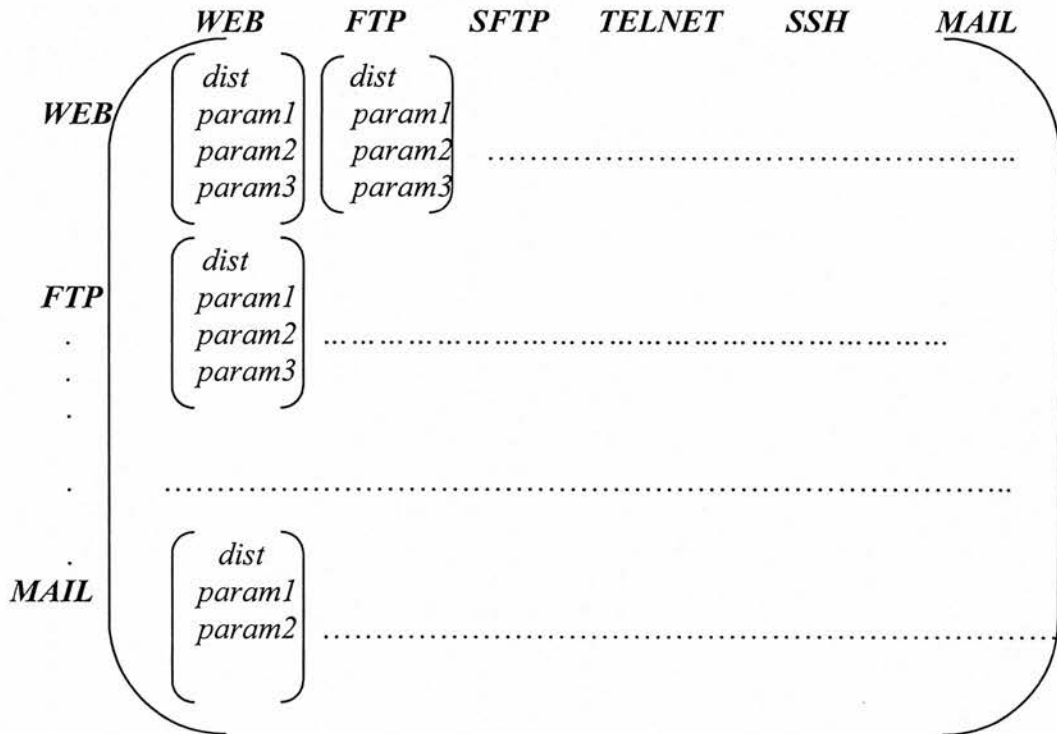 WEB FTP SFTP TELNET SSH MAIL
dist dist
WEB param1 param1
param2 param2 ................................................
param3 param3
dist
FTP param1
. param2 ................................................
. param3
.
. ................................................
. dist
MAIL param1
param2 ................................................